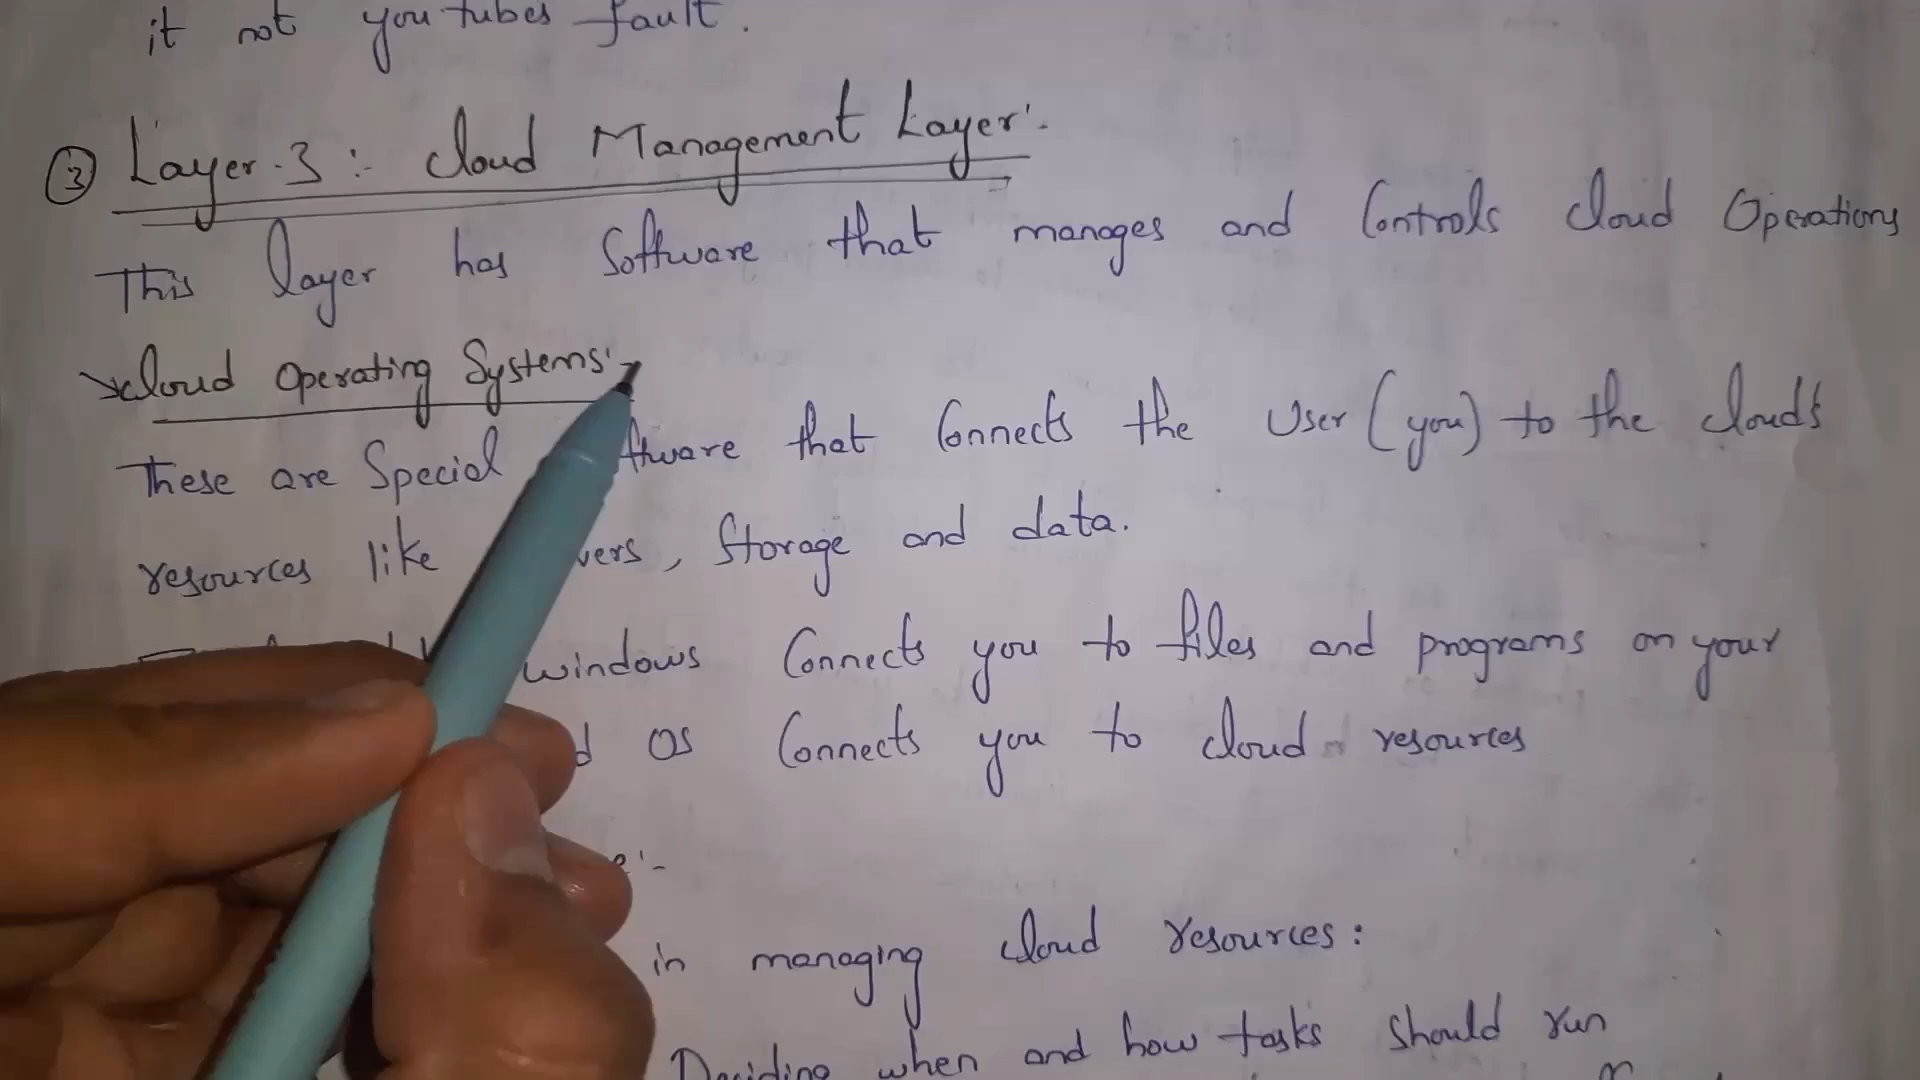 it not youtubes fault.
③ Layer-3 :- Cloud Management Layer:-
This layer has Software that manages and Controls Cloud Operations
Cloud Operating Systems:-
These are Special that Connects the User (you) to the clouds
resources like , Storage and data.
windows Connects you to files and programs on your
OS Connects you to cloud resources
in managing cloud resources:
Deciding when and how tasks should run